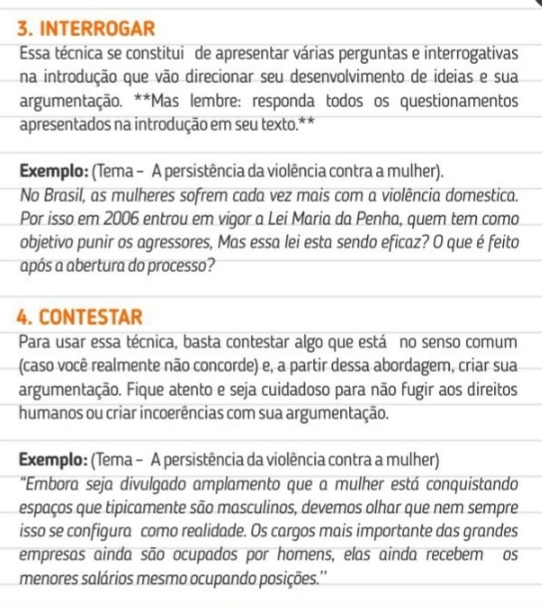 3. INTERROGAR
Essa técnica se constitui de apresentar várias perguntas e interrogativas
na introdução que vão direcionar seu desenvolvimento de ideias e sua
argumentação. **Mas lembre: responda todos os questionamentos
apresentados na introdução em seu texto.**
Exemplo: (Tema - A persistência da violência contra a mulher).
No Brasil, as mulheres sofrem cada vez mais com a violência domestica.
Por isso em 2006 entrou em vigor a Lei Maria da Penha, quem tem como
objetivo punir os agressores, Mas essa lei esta sendo eficaz? O que é feito
após a abertura do processo?
4. CONTESTAR
Para usar essa técnica, basta contestar algo que está no senso comum
(caso você realmente não concorde) e, a partir dessa abordagem, criar sua
argumentação. Fique atento e seja cuidadoso para não fugir aos direitos
humanos ou criar incoerências com sua argumentação.
Exemplo: (Tema - A persistência da violência contra a mulher)
"Embora seja divulgado amplamento que a mulher está conquistando
espaços que tipicamente são masculinos, devemos olhar que nem sempre
isso se configura como realidade. Os cargos mais importante das grandes
empresas ainda são ocupados por homens, elas ainda recebem os
menores salários mesmo ocupando posições."